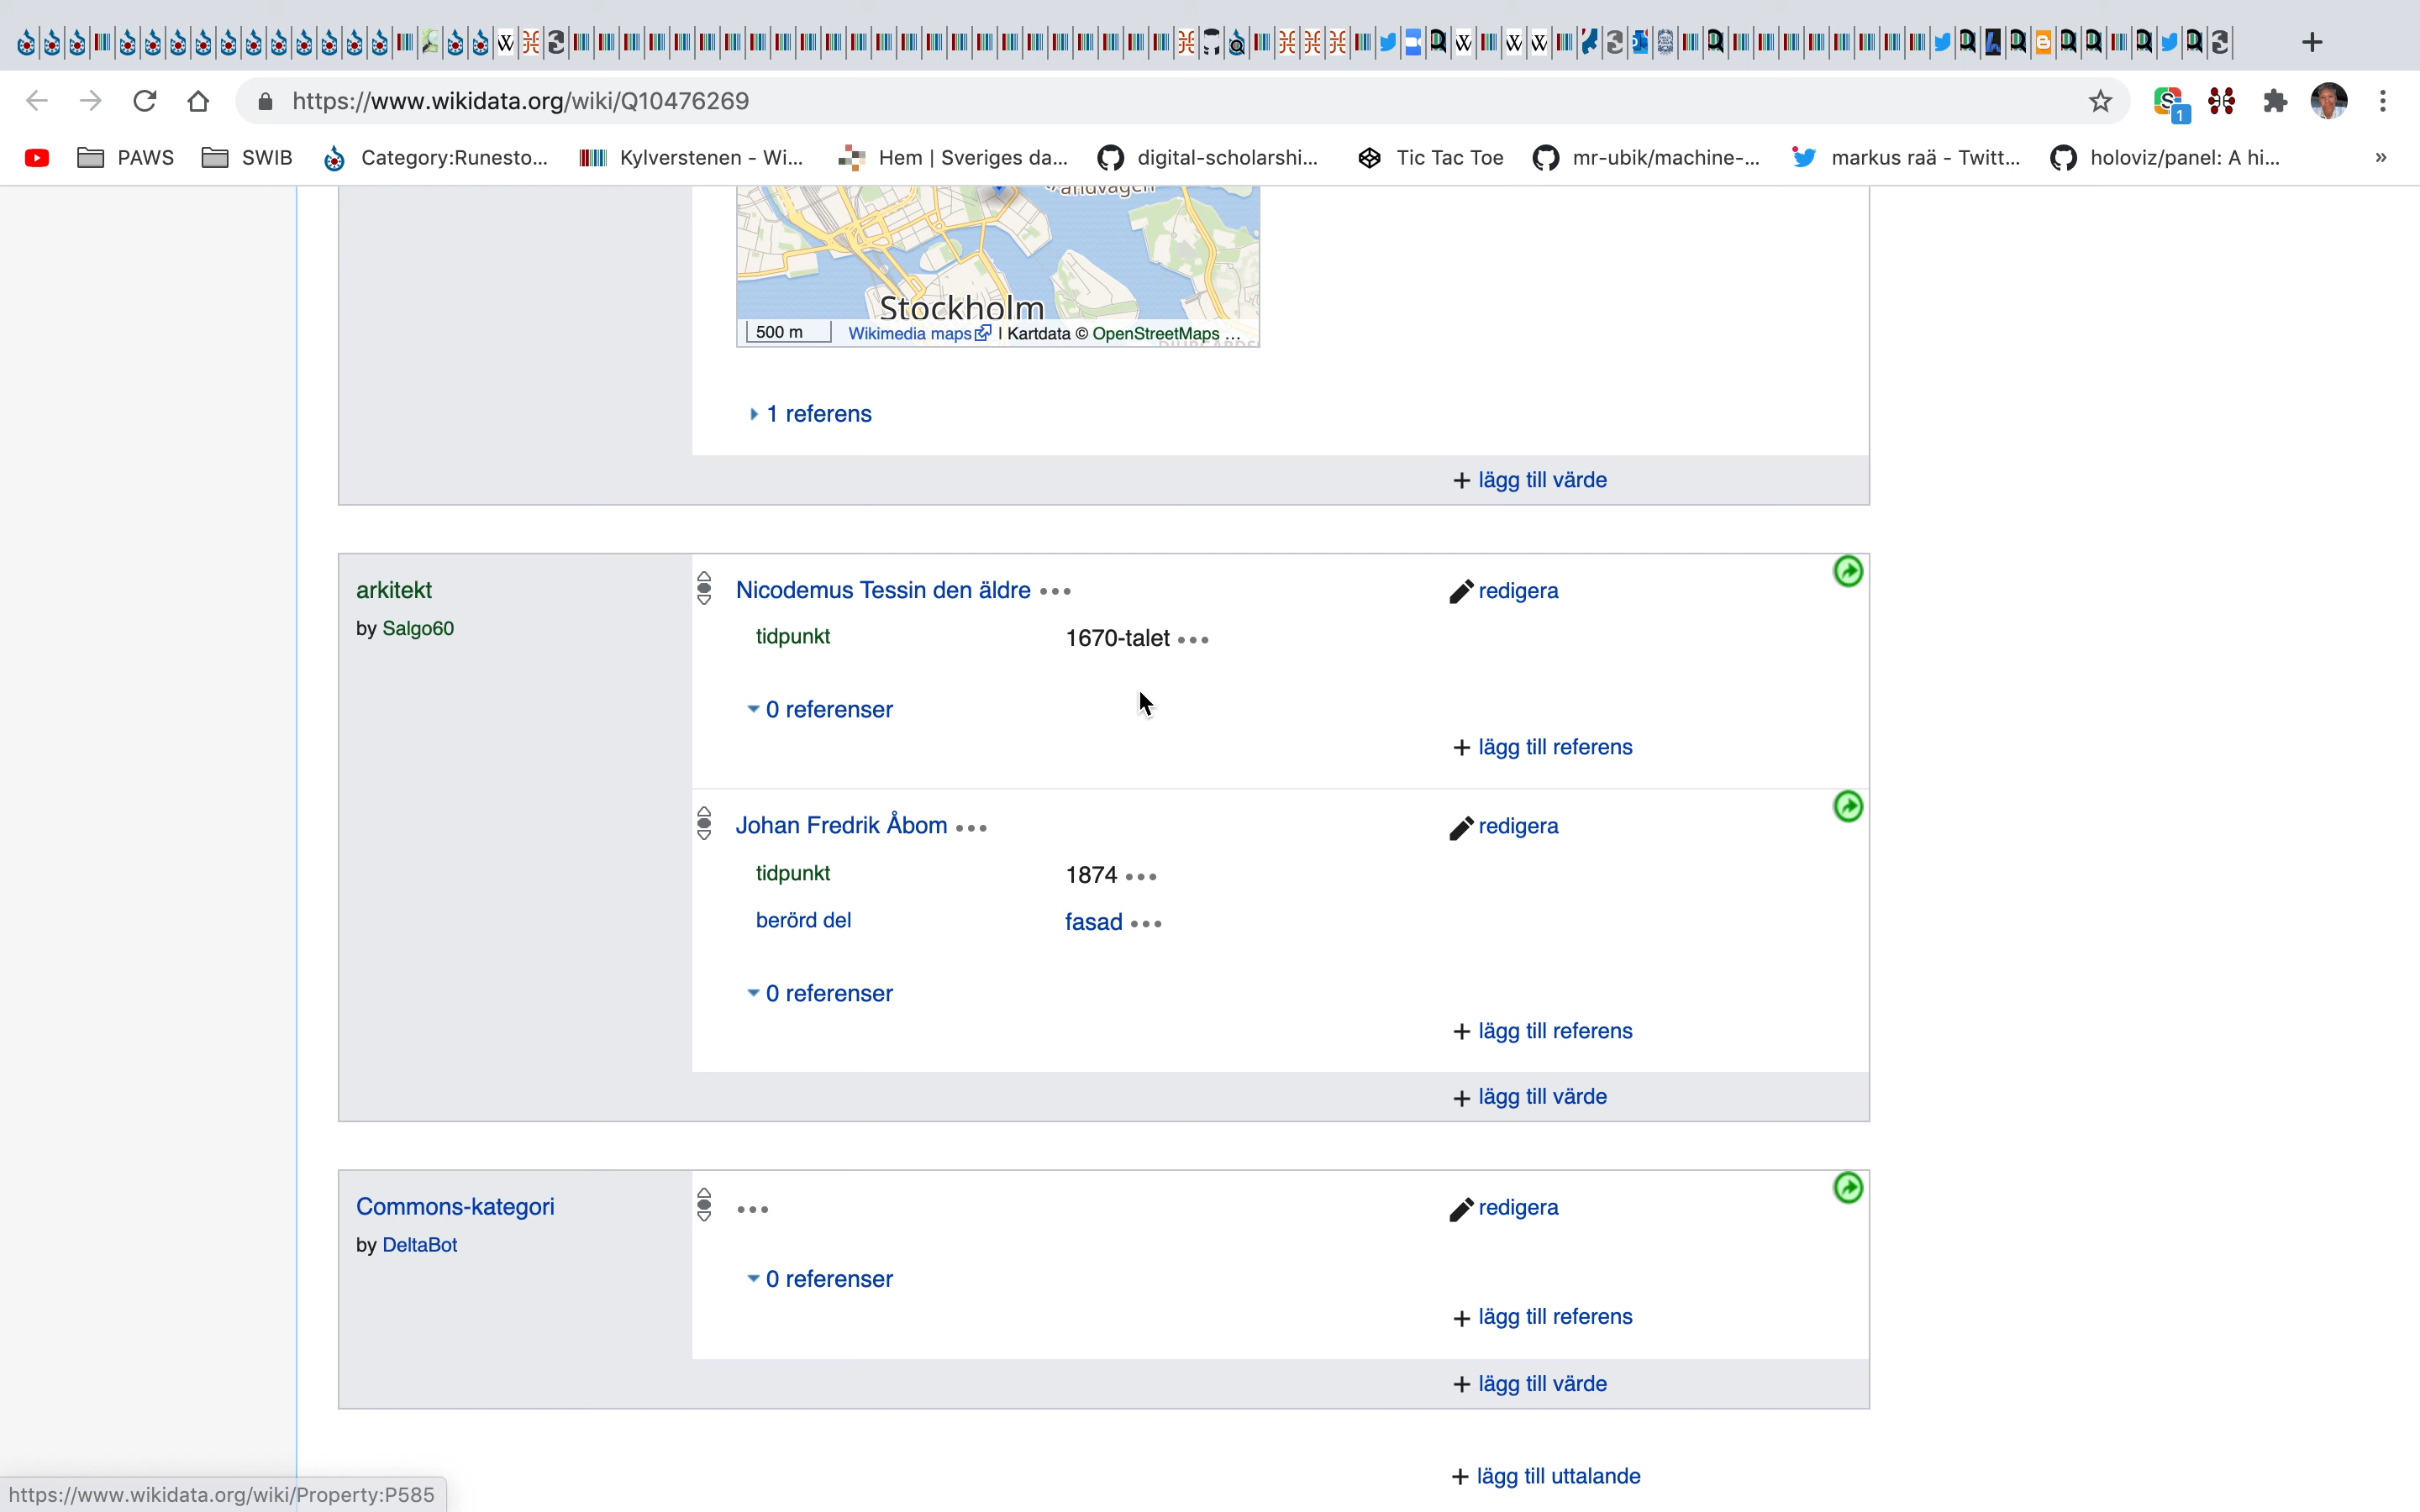 https://www.wikidata.org/wiki/Q10476269
1
PAWS
SWIB
Category:Runesto...
Kylverstenen - Wi...
Hem | Sveriges da...
digital-scholarshi...
Tic Tac Toe
mr-ubik/machine-...
markus raä - Twitt...
holoviz/panel: A hi...
»
Stockholm
500 m
Wikimedia maps | Kartdata © OpenStreetMaps ...
1 referens
+ lägg till värde
arkitekt
by Salgo60
Nicodemus Tessin den äldre
redigera
tidpunkt 1670-talet
0 referenser
+ lägg till referens
Johan Fredrik Åbom
redigera
tidpunkt 1874
berörd del fasad
0 referenser
+ lägg till referens
+ lägg till värde
Commons-kategori
by DeltaBot
redigera
0 referenser
+ lägg till referens
+ lägg till värde
+ lägg till uttalande
https://www.wikidata.org/wiki/Property:P585